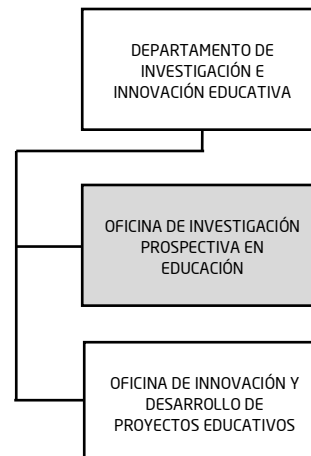 DEPARTAMENTO DE
INVESTIGACIÓN E
INNOVACIÓN EDUCATIVA
OFICINA DE INVESTIGACIÓN
PROSPECTIVA EN
EDUCACIÓN
OFICINA DE INNOVACIÓN Y
DESARROLLO DE
PROYECTOS EDUCATIVOS